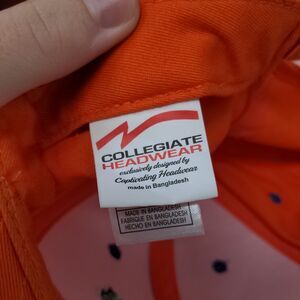 COLLEGIATE
HEADWEAR
exclusively designed by
Captivating Headwear
made in Bangladesh
MADE IN BANGLADESH
FABRIQUE EN BANGLADESH
HECHO EN BANGLADESH